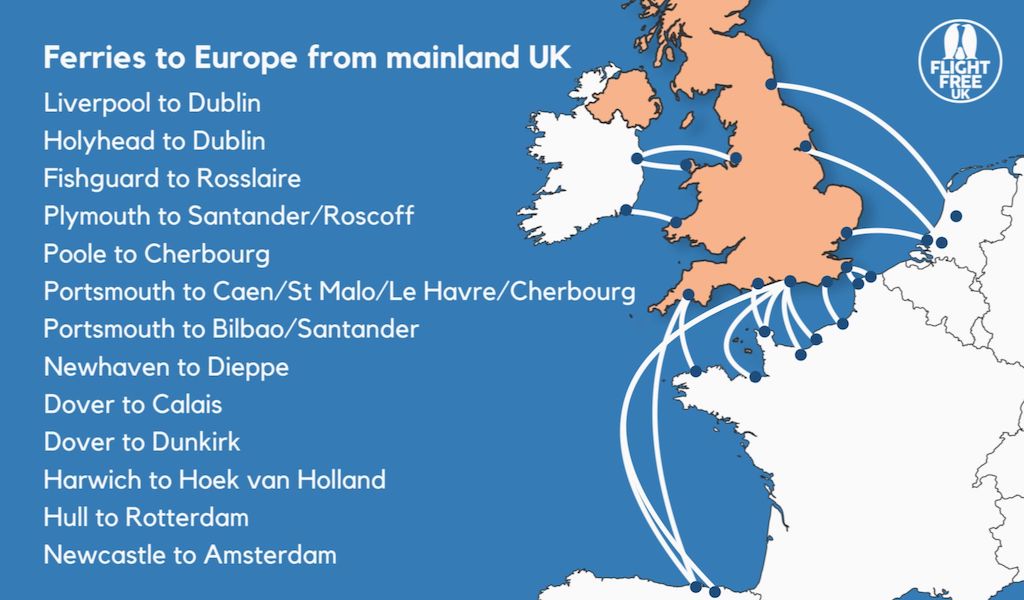 Ferries to Europe from mainland UK
Liverpool to Dublin
Holyhead to Dublin
Fishguard to Rosslaire
Plymouth to Santander/Roscoff
Poole to Cherbourg
Portsmouth to Caen/St Malo/Le Havre/Cherbourg
Portsmouth to Bilbao/Santander
Newhaven to Dieppe
Dover to Calais
Dover to Dunkirk
Harwich to Hoek van Holland
Hull to Rotterdam
Newcastle to Amsterdam
FLIGHT
FREE
UK